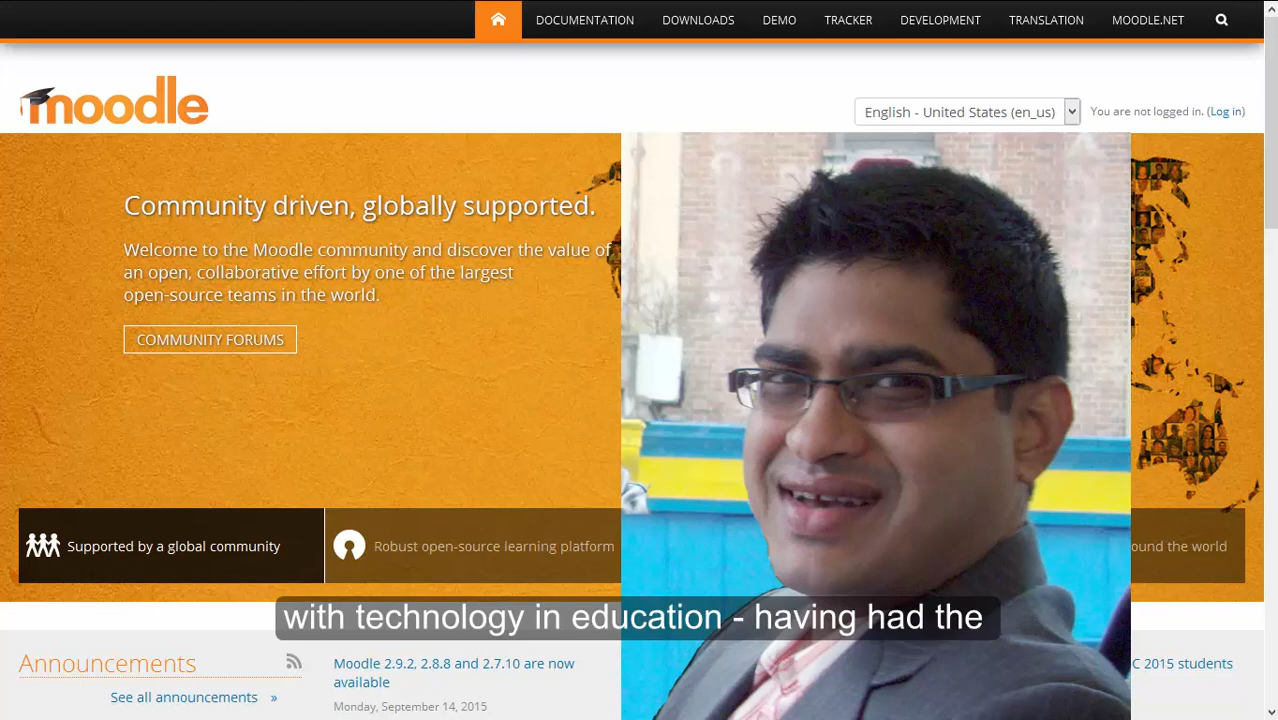 DOCUMENTATION DOWNLOADS DEMO TRACKER DEVELOPMENT TRANSLATION MOODLE.NET
moodle
English - United States (en_us)
You are not logged in. (Log in)
Community driven, globally supported.
Welcome to the Moodle community and discover the value of
an open, collaborative effort by one of the largest
open-source teams in the world.
COMMUNITY FORUMS
Supported by a global community
Robust open-source learning platform
ound the world
with technology in education - having had the
Announcements
See all announcements »
Moodle 2.9.2, 2.8.8 and 2.7.10 are now
available
Monday, September 14, 2015
C 2015 students